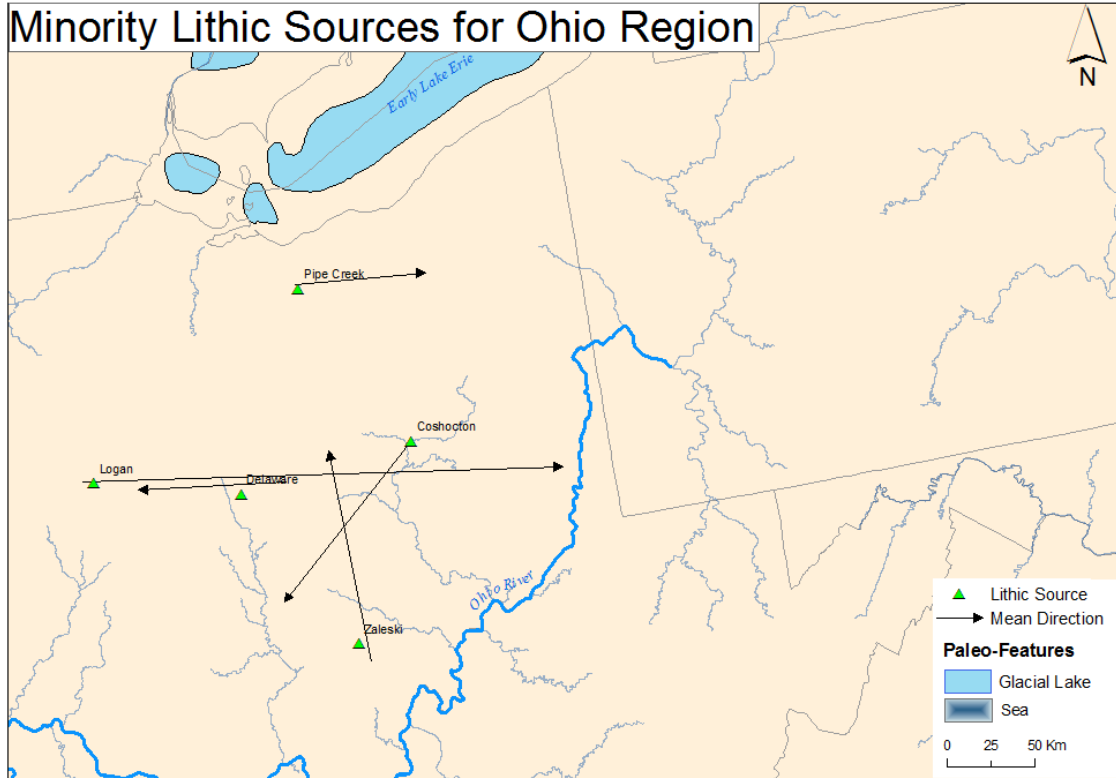 Minority Lithic Sources for Ohio Region
N
Early Lake Erie
Pipe Creek
Coshocton
Logan
Delaware
Ohio River
Zaleski
Lithic Source
Mean Direction
Paleo-Features
Glacial Lake
Sea
0 25 50 Km